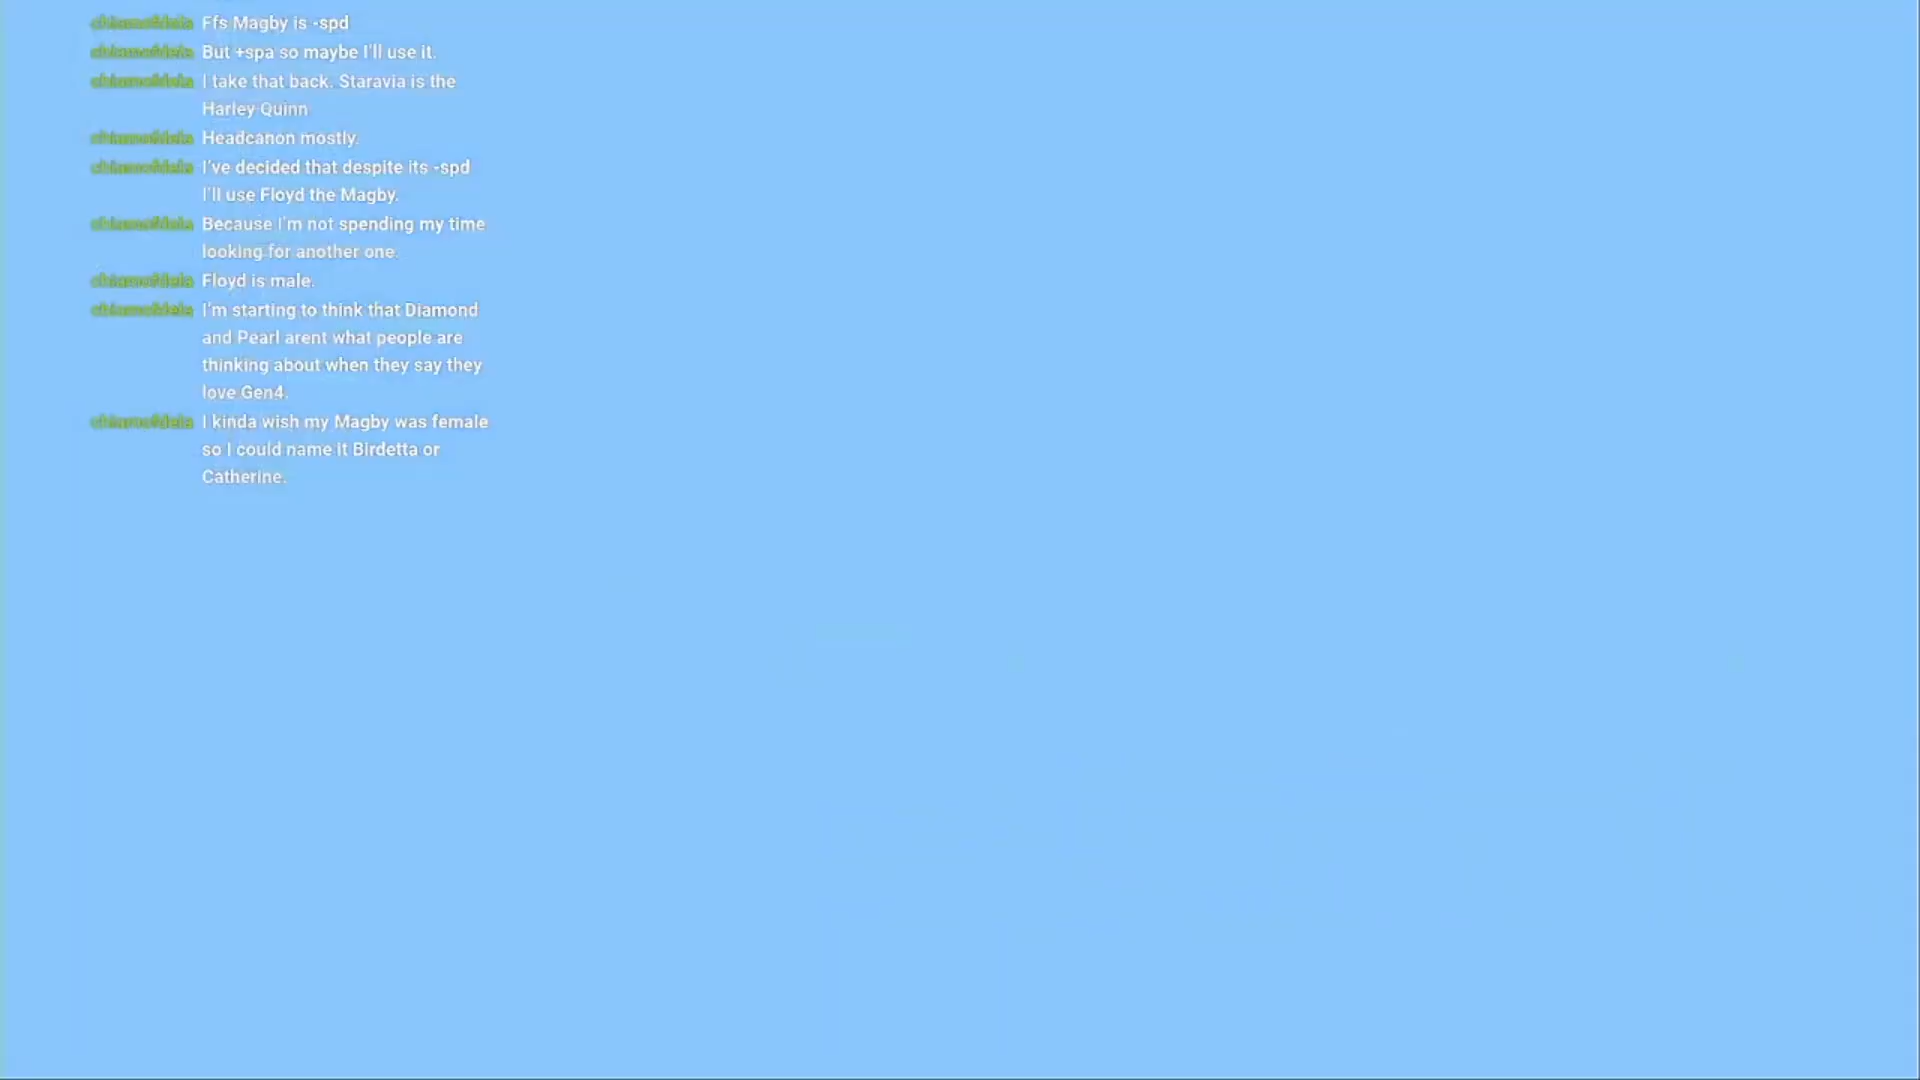 Ffs Magby is -spd
But +spa so maybe I'll use it.
I take that back. Staravia is the
Harley Quinn
Headcanon mostly.
I've decided that despite its -spd
I'll use Floyd the Magby.
Because I'm not spending my time
looking for another one.
Floyd is male.
I'm starting to think that Diamond
and Pearl arent what people are
thinking about when they say they
love Gen4.
I kinda wish my Magby was female
so I could name it Birdetta or
Catherine.